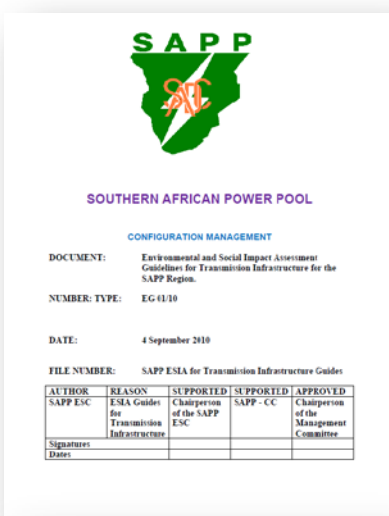 SAPP
SADC
SOUTHERN AFRICAN POWER POOL
CONFIGURATION MANAGEMENT
DOCUMENT: Environmental and Social Impact Assessment
Guidelines for Transmission Infrastructure for the
SAPP Region.
NUMBER: TYPE: EG 01/10
DATE: 4 September 2010
FILE NUMBER: SAPP ESIA for Transmission Infrastructure Guides
AUTHOR REASON SUPPORTED SUPPORTED APPROVED
SAPP ESC ESIA Guides Chairperson SAPP - CC Chairperson
for of the SAPP of the
Transmission ESC Management
Infrastructure Committee
Signatures
Dates